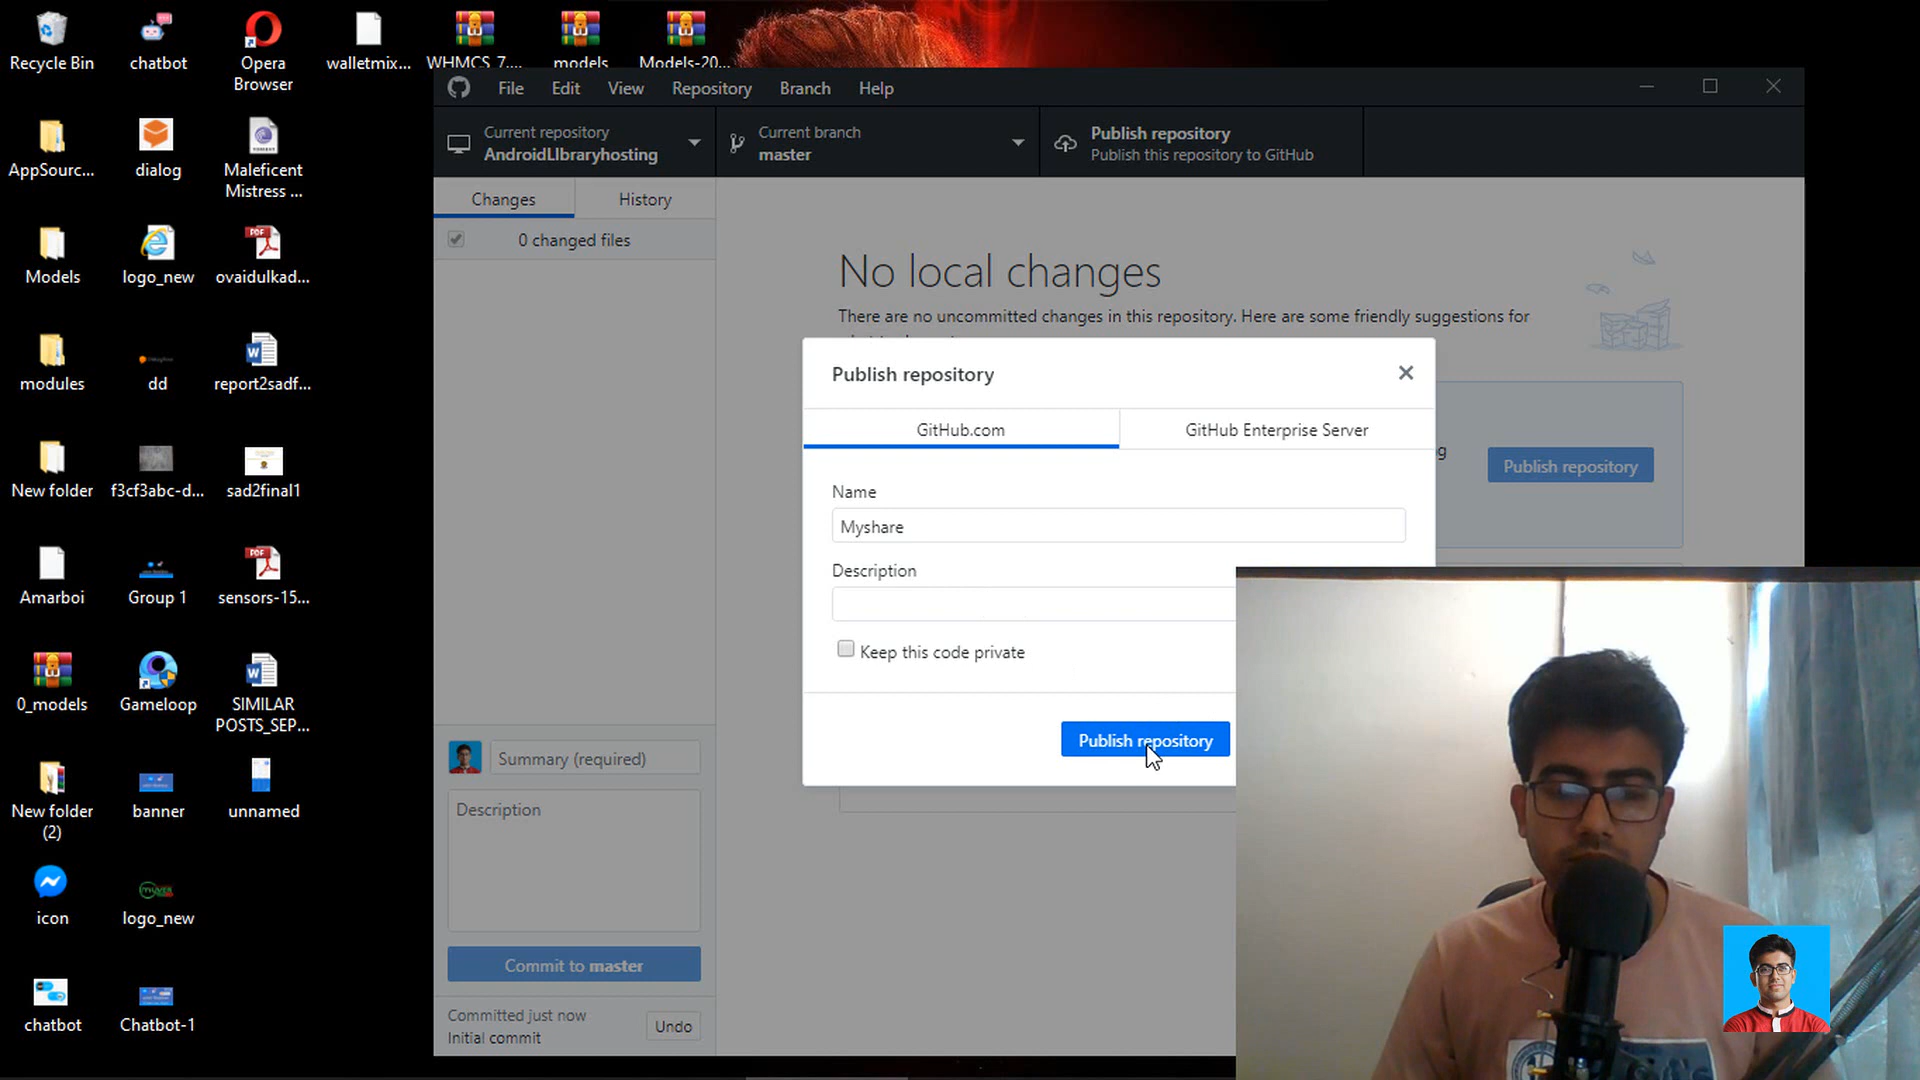 Recycle Bin
chatbot
Opera
Browser
walletmix...
WHMCS_7....
models
Models-20...
AppSourc...
dialog
Maleficent
Mistress ...
Models
logo_new
ovaidulkad...
modules
dd
report2sadf...
New folder
f3cf3abc-d...
sad2final1
Amarboi
Group 1
sensors-15...
0_models
Gameloop
SIMILAR
POSTS_SEP...
New folder
(2)
banner
unnamed
icon
logo_new
chatbot
Chatbot-1
File
Edit
View
Repository
Branch
Help
Current repository
AndroidLIbraryhosting
Current branch
master
Publish repository
Publish this repository to GitHub
Changes
History
0 changed files
No local changes
There are no uncommitted changes in this repository. Here are some friendly suggestions for
Publish repository
GitHub.com
GitHub Enterprise Server
g
Publish repository
Name
Myshare
Description
Keep this code private
Publish repository
Summary (required)
Description
Commit to master
Committed just now
Initial commit
Undo